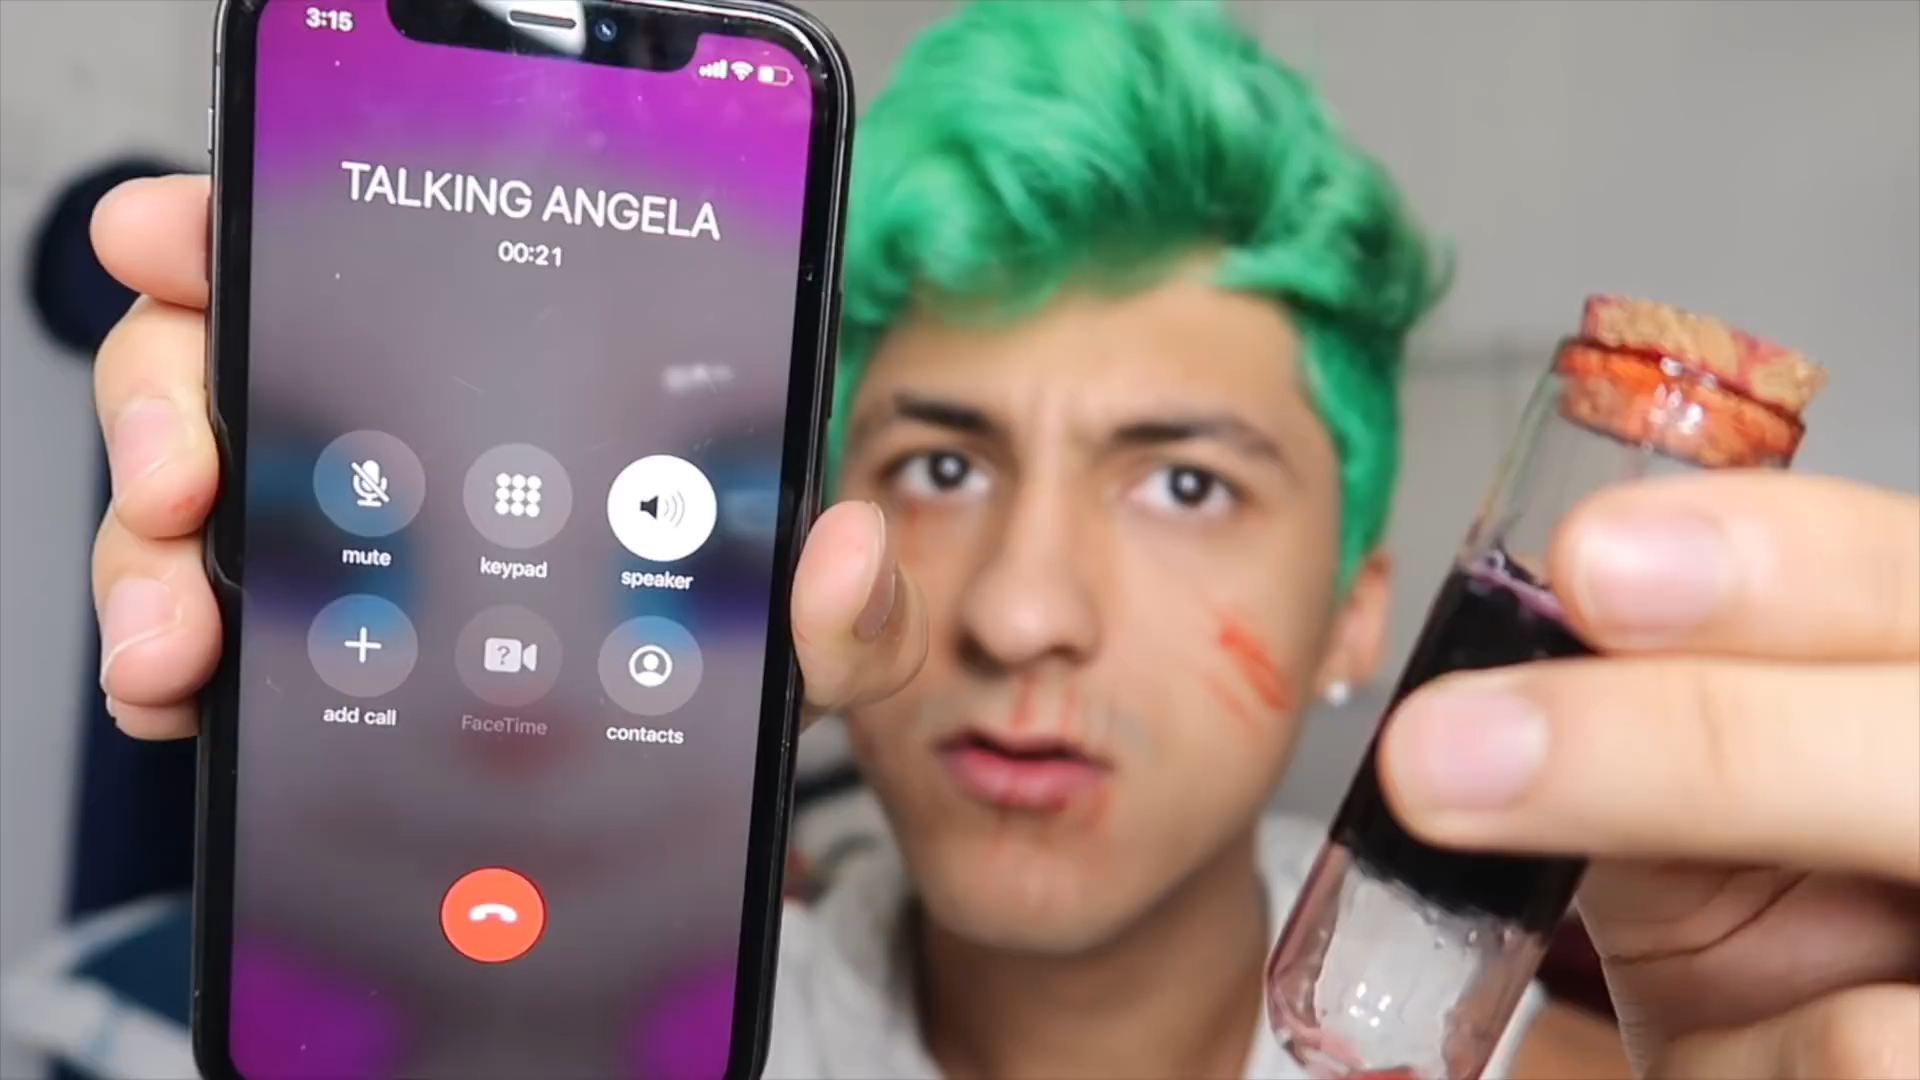 3:15
TALKING ANGELA
00:21
mute
keypad
speaker
add call
?
FaceTime
contacts